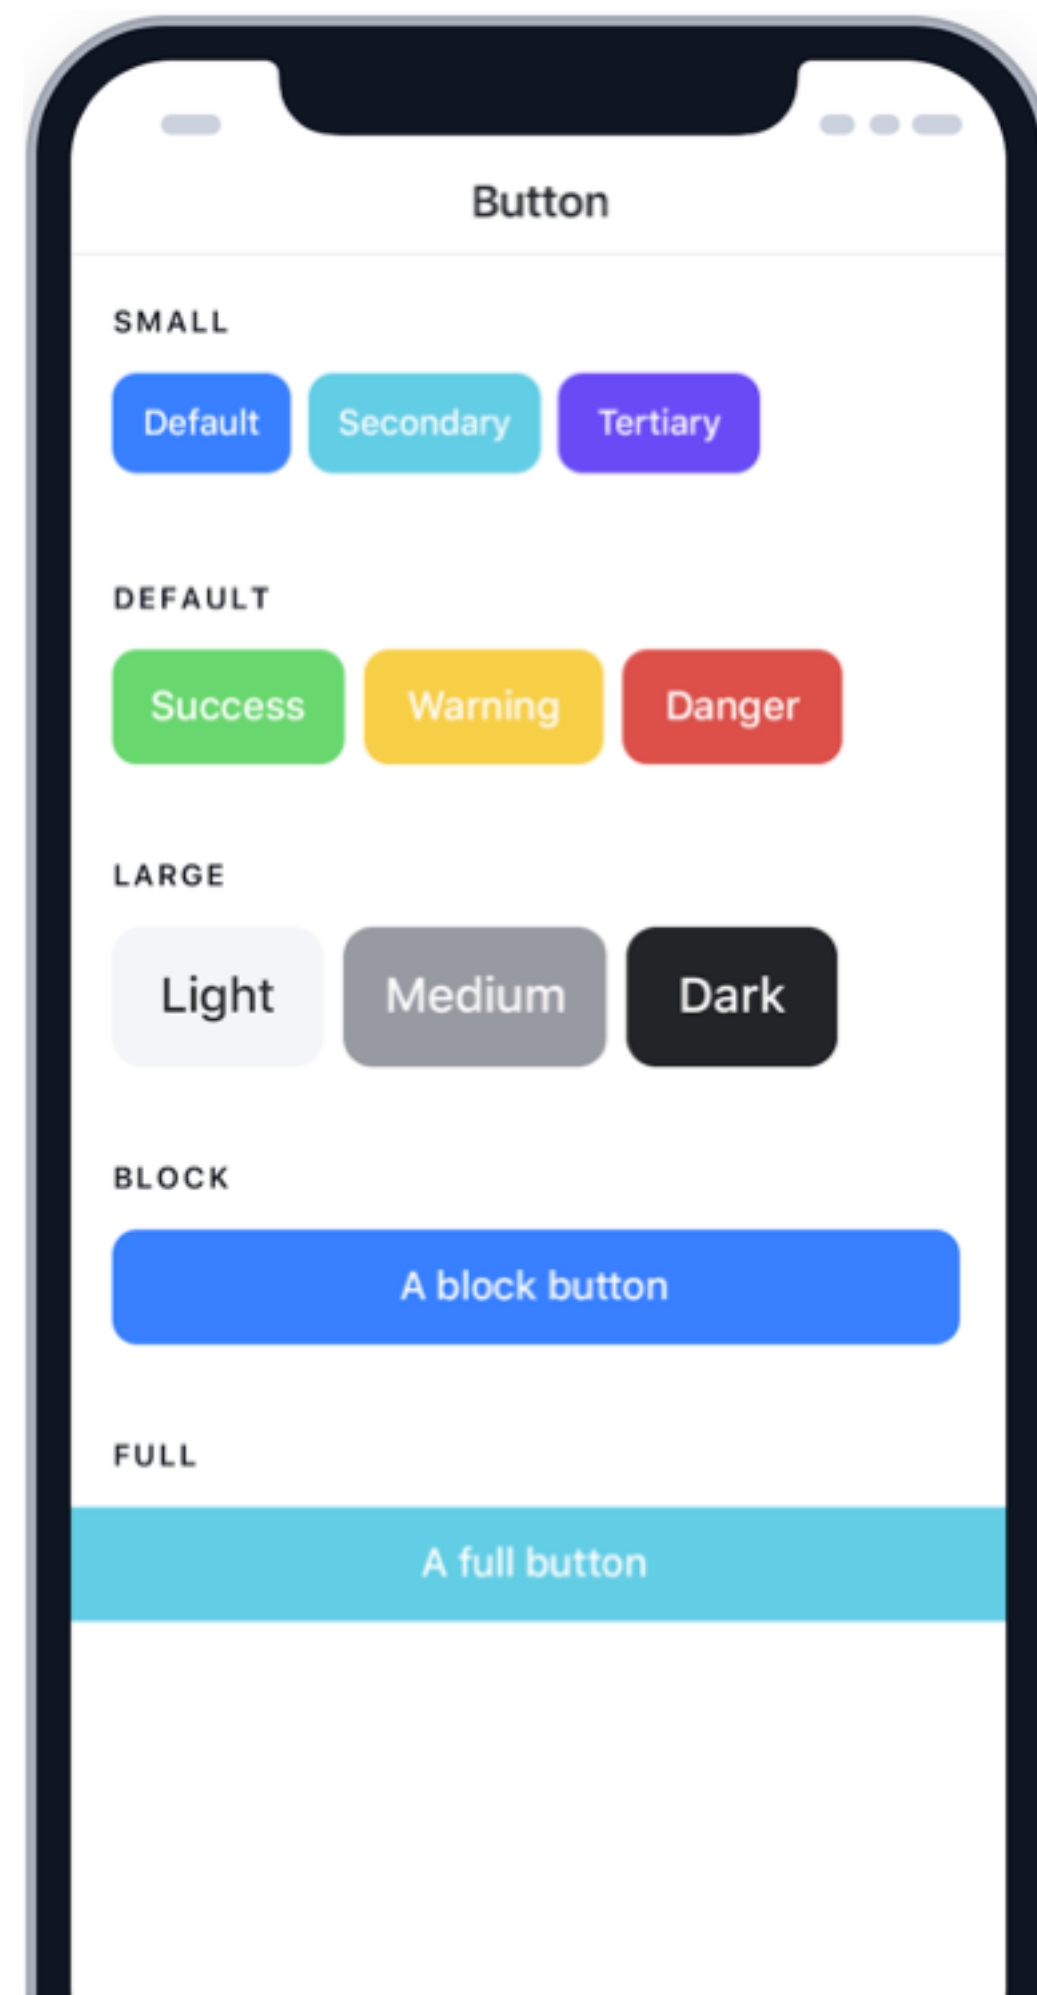 Button
SMALL
Default Secondary Tertiary
DEFAULT
Success Warning Danger
LARGE
Light Medium Dark
BLOCK
A block button
FULL
A full button